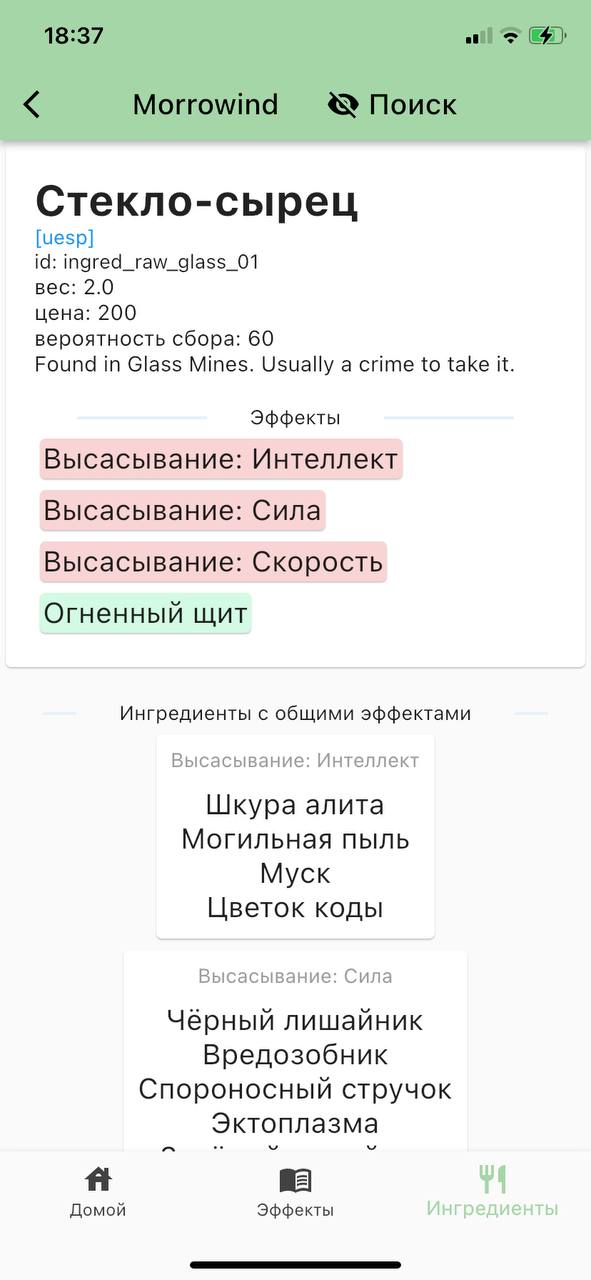 18:37
Morrowind Поиск
Стекло-сырец
[uesp]
id: ingred_raw_glass_01
вес: 2.0
цена: 200
вероятность сбора: 60
Found in Glass Mines. Usually a crime to take it.
Эффекты
Высасывание: Интеллект
Высасывание: Сила
Высасывание: Скорость
Огненный щит
Ингредиенты с общими эффектами
Высасывание: Интеллект
Шкура алита
Могильная пыль
Муск
Цветок коды
Высасывание: Сила
Чёрный лишайник
Вредозобник
Спороносный стручок
Эктоплазма
Домой Эффекты Ингредиенты